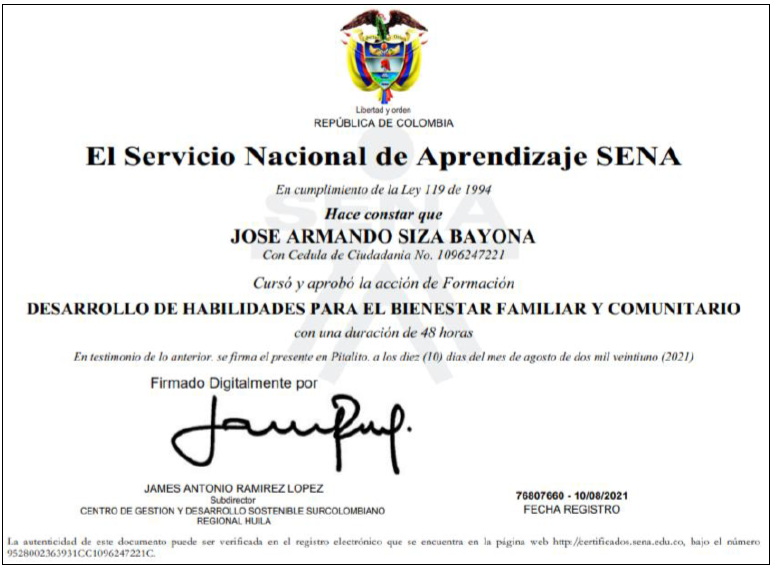 Libertad y orden
REPÚBLICA DE COLOMBIA
El Servicio Nacional de Aprendizaje SENA
En cumplimiento de la Ley 119 de 1994
Hace constar que
JOSE ARMANDO SIZA BAYONA
Con Cedula de Ciudadania No. 1096247221
Cursó y aprobó la acción de Formación
DESARROLLO DE HABILIDADES PARA EL BIENESTAR FAMILIAR Y COMUNITARIO
con una duración de 48 horas
En testimonio de lo anterior, se firma el presente en Pitalito, a los diez (10) días del mes de agosto de dos mil veintiuno (2021)
Firmado Digitalmente por
JAMES ANTONIO RAMIREZ LOPEZ
Subdirector
CENTRO DE GESTION Y DESARROLLO SOSTENIBLE SURCOLOMBIANO
REGIONAL HUILA
76807660 - 10/08/2021
FECHA REGISTRO
La autenticidad de este documento puede ser verificada en el registro electrónico que se encuentra en la página web http://certificados.sena.edu.co, bajo el número
9528002363931CC1096247221C.
SENA